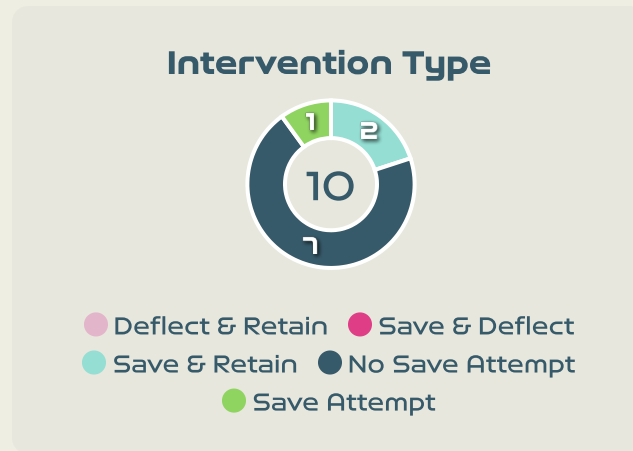 Intervention Type
1 2
10
7
Deflect & Retain Save & Deflect
Save & Retain No Save Attempt
Save Attempt